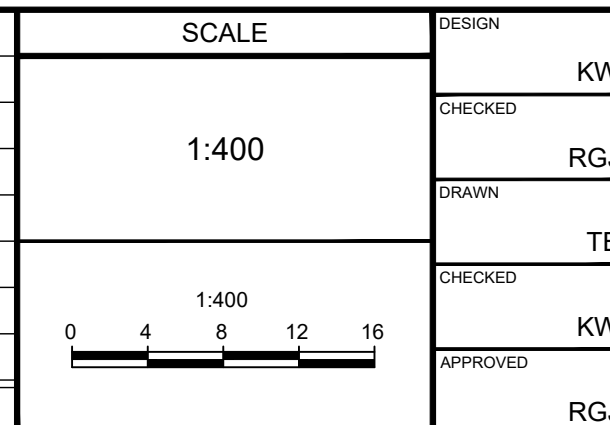 SCALE
1:400
1:400
0 4 8 12 16
DESIGN
CHECKED
DRAWN
CHECKED
APPROVED